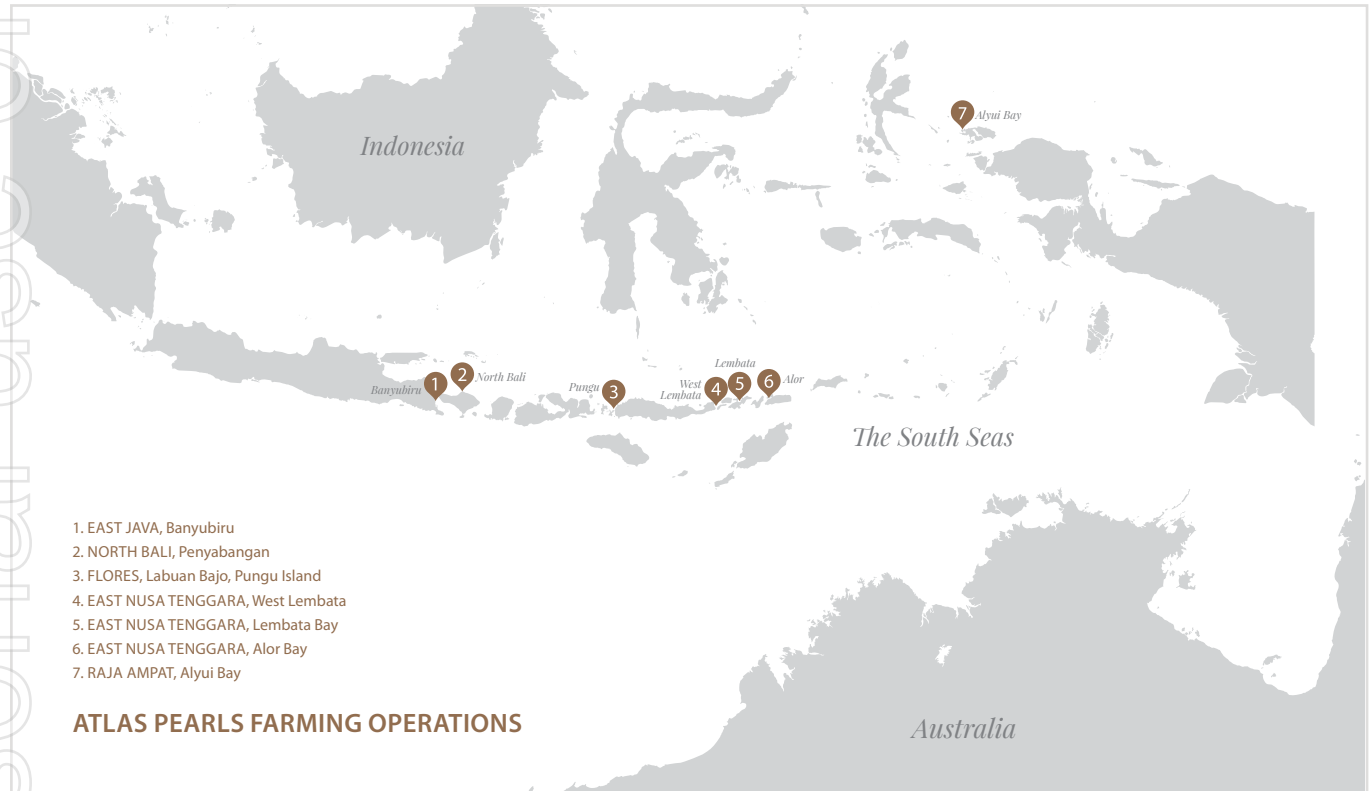 Indonesia
7
Alyui Bay
Lembata
1
Banyubiru
2
North Bali
Pungu
3
West
Lembata
4
5
6
Alor
The South Seas
1. EAST JAVA, Banyubiru
2. NORTH BALI, Penyabangan
3. FLORES, Labuan Bajo, Pungu Island
4. EAST NUSA TENGGARA, West Lembata
5. EAST NUSA TENGGARA, Lembata Bay
6. EAST NUSA TENGGARA, Alor Bay
7. RAJA AMPAT, Alyui Bay
ATLAS PEARLS FARMING OPERATIONS
Australia